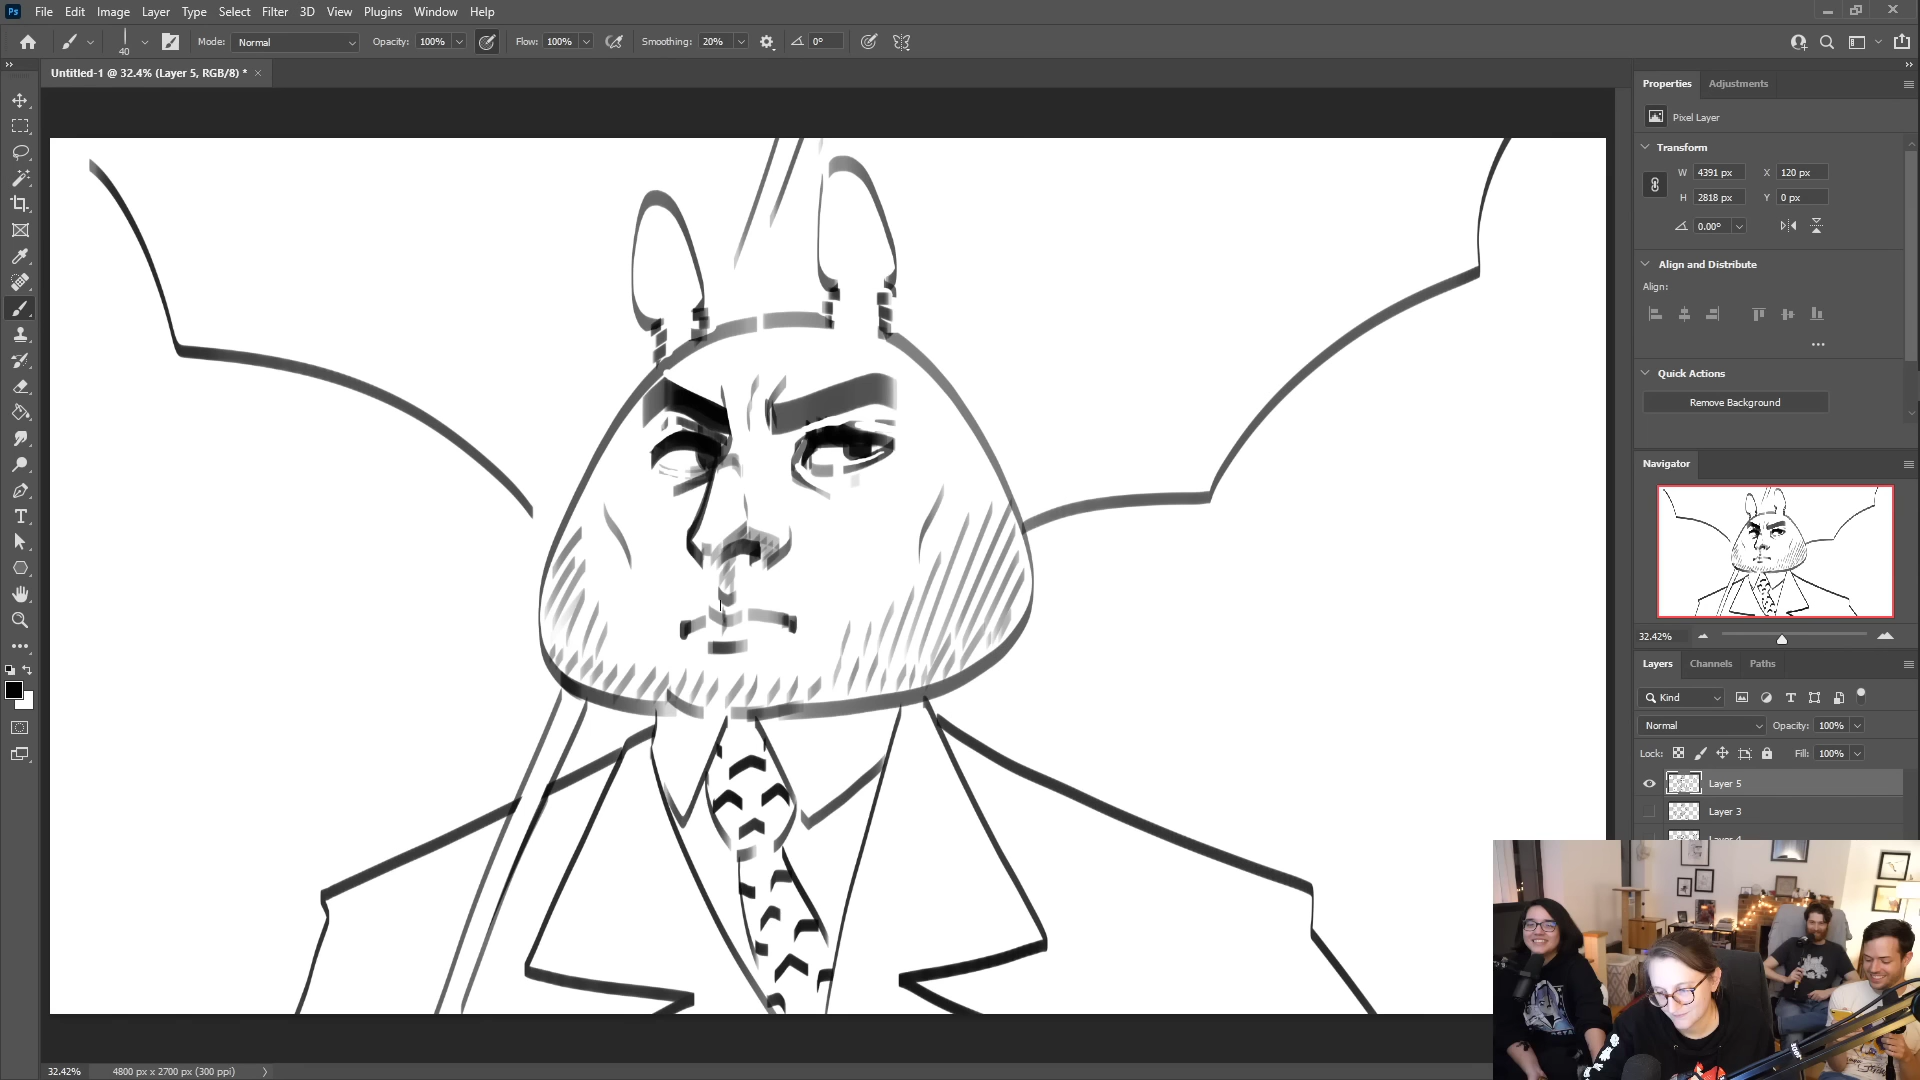 Ps File Edit Image Layer Type Select Filter 3D View Plugins Window Help
40 Mode: Normal Opacity: 100% Flow: 100% Smoothing: 20% 0°
Untitled-1 @ 32.4% (Layer 5, RGB/8) *
Properties Adjustments
Pixel Layer
Transform
W 4391 px X 120 px
H 2818 px Y 0 px
0.00°
Align and Distribute
Align:
Quick Actions
Remove Background
Navigator
32.42%
Layers Channels Paths
Kind
Normal Opacity: 100%
Lock: Fill: 100%
Layer 5
Layer 3
Layer 4
32.42% 4800 px x 2700 px (300 ppi)